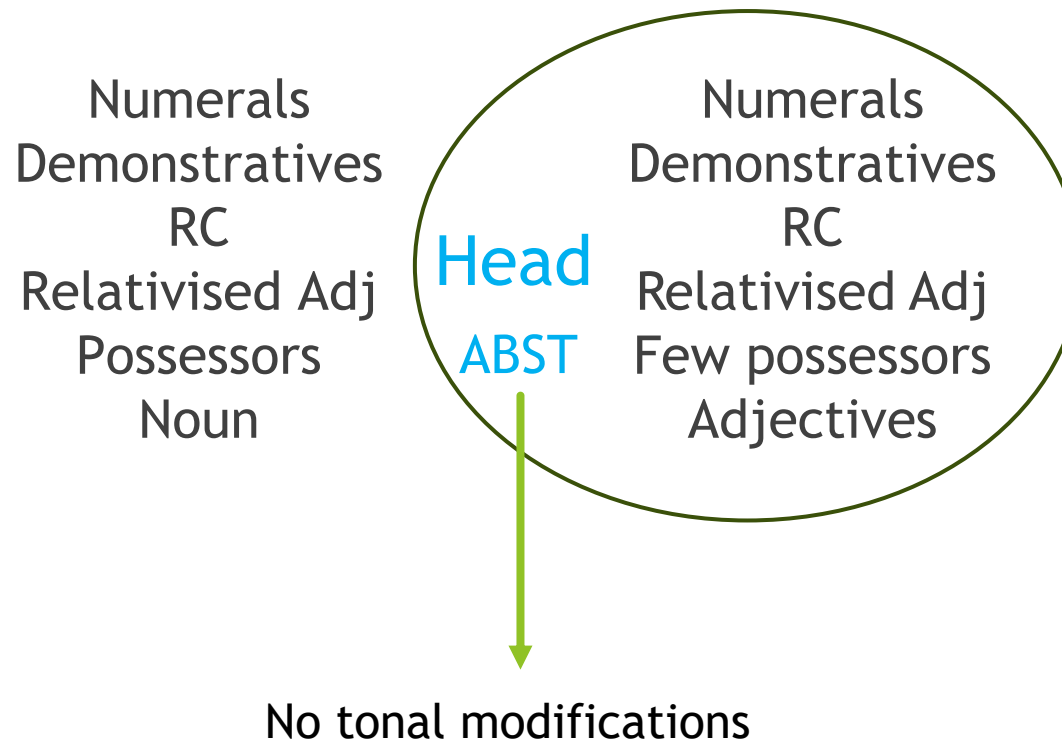 Numerals
Demonstratives
RC
Relativised Adj
Possessors
Noun
Head
ABST
Numerals
Demonstratives
RC
Relativised Adj
Few possessors
Adjectives
No tonal modifications